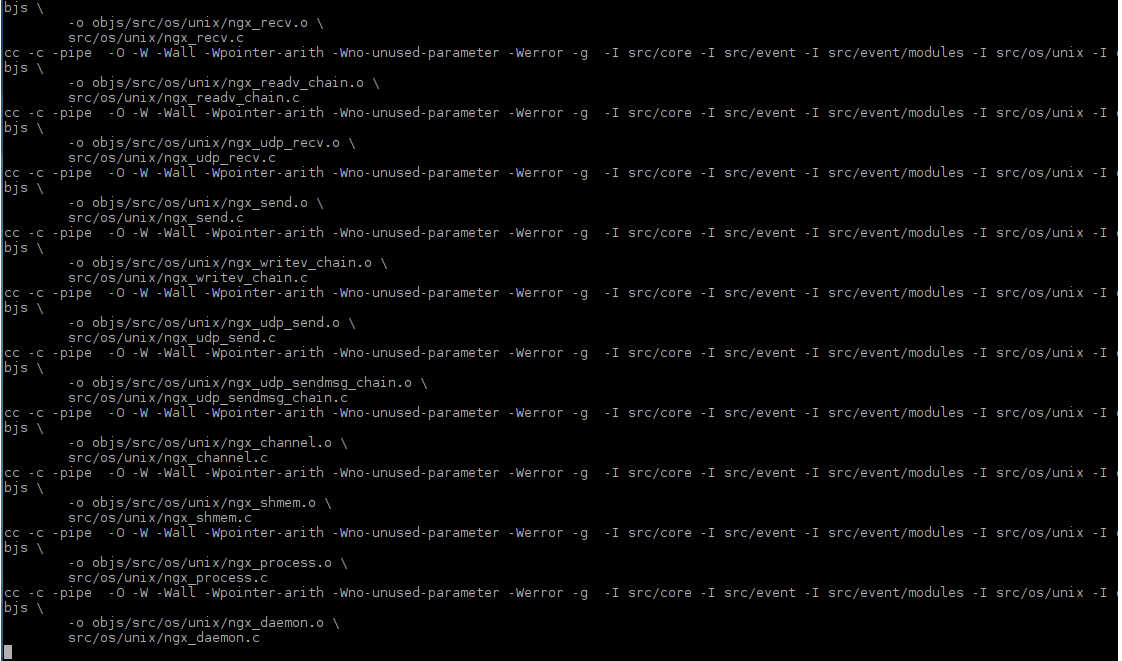 bjs \
-o objs/src/os/unix/ngx_recv.o \
src/os/unix/ngx_recv.c
cc -c -pipe  -O -W -Wall -Wpointer-arith -Wno-unused-parameter -Werror -g  -I src/core -I src/event -I src/event/modules -I src/os/unix -I
bjs \
-o objs/src/os/unix/ngx_readv_chain.o \
src/os/unix/ngx_readv_chain.c
cc -c -pipe  -O -W -Wall -Wpointer-arith -Wno-unused-parameter -Werror -g  -I src/core -I src/event -I src/event/modules -I src/os/unix -I
bjs \
-o objs/src/os/unix/ngx_udp_recv.o \
src/os/unix/ngx_udp_recv.c
cc -c -pipe  -O -W -Wall -Wpointer-arith -Wno-unused-parameter -Werror -g  -I src/core -I src/event -I src/event/modules -I src/os/unix -I
bjs \
-o objs/src/os/unix/ngx_send.o \
src/os/unix/ngx_send.c
cc -c -pipe  -O -W -Wall -Wpointer-arith -Wno-unused-parameter -Werror -g  -I src/core -I src/event -I src/event/modules -I src/os/unix -I
bjs \
-o objs/src/os/unix/ngx_writev_chain.o \
src/os/unix/ngx_writev_chain.c
cc -c -pipe  -O -W -Wall -Wpointer-arith -Wno-unused-parameter -Werror -g  -I src/core -I src/event -I src/event/modules -I src/os/unix -I
bjs \
-o objs/src/os/unix/ngx_udp_send.o \
src/os/unix/ngx_udp_send.c
cc -c -pipe  -O -W -Wall -Wpointer-arith -Wno-unused-parameter -Werror -g  -I src/core -I src/event -I src/event/modules -I src/os/unix -I
bjs \
-o objs/src/os/unix/ngx_udp_sendmsg_chain.o \
src/os/unix/ngx_udp_sendmsg_chain.c
cc -c -pipe  -O -W -Wall -Wpointer-arith -Wno-unused-parameter -Werror -g  -I src/core -I src/event -I src/event/modules -I src/os/unix -I
bjs \
-o objs/src/os/unix/ngx_channel.o \
src/os/unix/ngx_channel.c
cc -c -pipe  -O -W -Wall -Wpointer-arith -Wno-unused-parameter -Werror -g  -I src/core -I src/event -I src/event/modules -I src/os/unix -I
bjs \
-o objs/src/os/unix/ngx_shmem.o \
src/os/unix/ngx_shmem.c
cc -c -pipe  -O -W -Wall -Wpointer-arith -Wno-unused-parameter -Werror -g  -I src/core -I src/event -I src/event/modules -I src/os/unix -I
bjs \
-o objs/src/os/unix/ngx_process.o \
src/os/unix/ngx_process.c
cc -c -pipe  -O -W -Wall -Wpointer-arith -Wno-unused-parameter -Werror -g  -I src/core -I src/event -I src/event/modules -I src/os/unix -I
bjs \
-o objs/src/os/unix/ngx_daemon.o \
src/os/unix/ngx_daemon.c